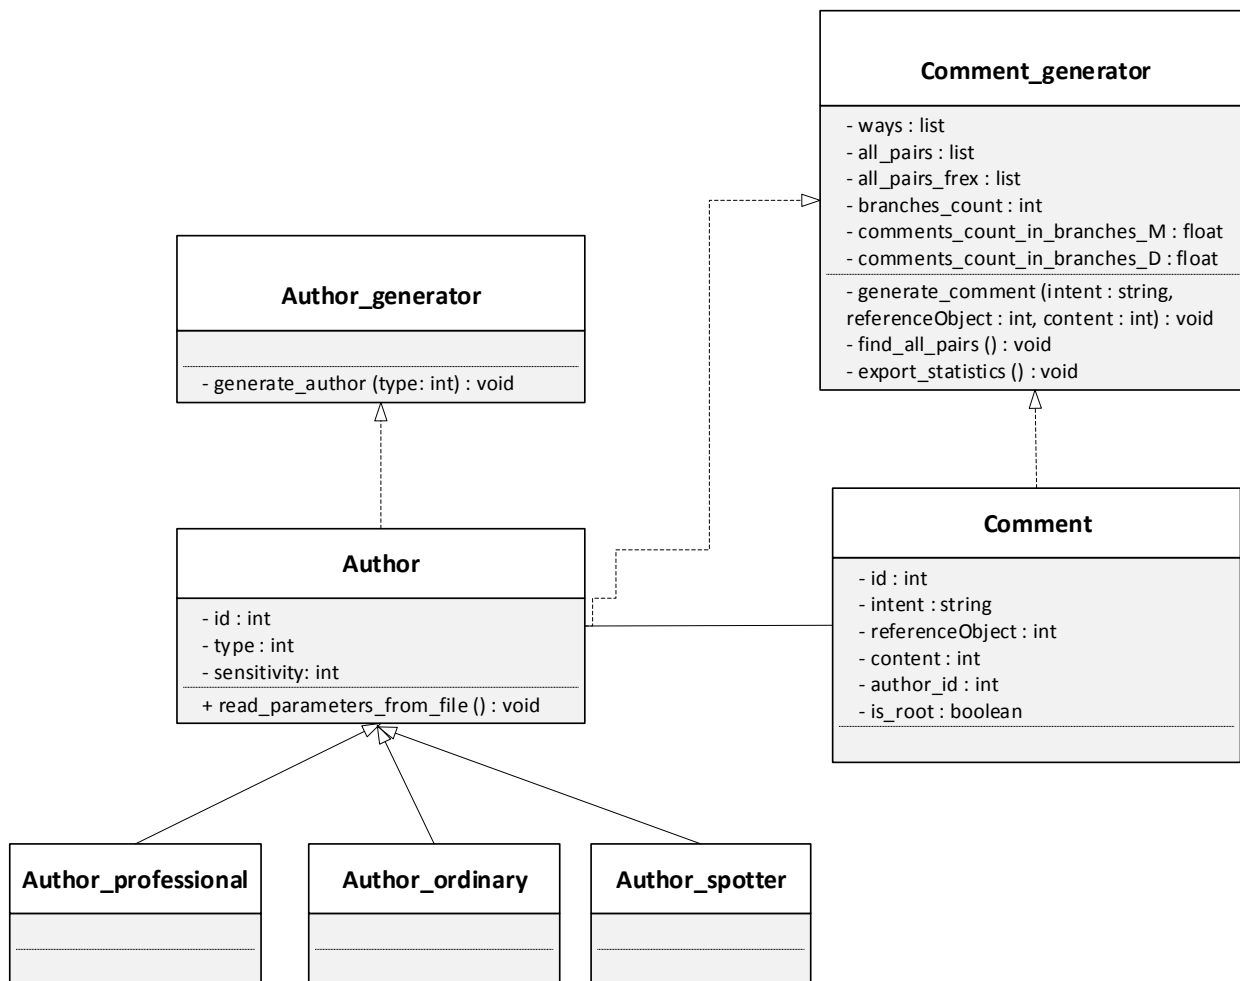 Comment_generator
- ways : list
- all_pairs : list
- all_pairs_frex : list
- branches_count : int
- comments_count_in_branches_M : float
- comments_count_in_branches_D : float
- generate_comment (intent : string,
referenceObject : int, content : int) : void
- find_all_pairs () : void
- export_statistics () : void
Author_generator
- generate_author (type: int) : void
Author
- id : int
- type : int
- sensitivity: int
+ read_parameters_from_file () : void
Comment
- id : int
- intent : string
- referenceObject : int
- content : int
- author_id : int
- is_root : boolean
Author_professional
Author_ordinary
Author_spotter